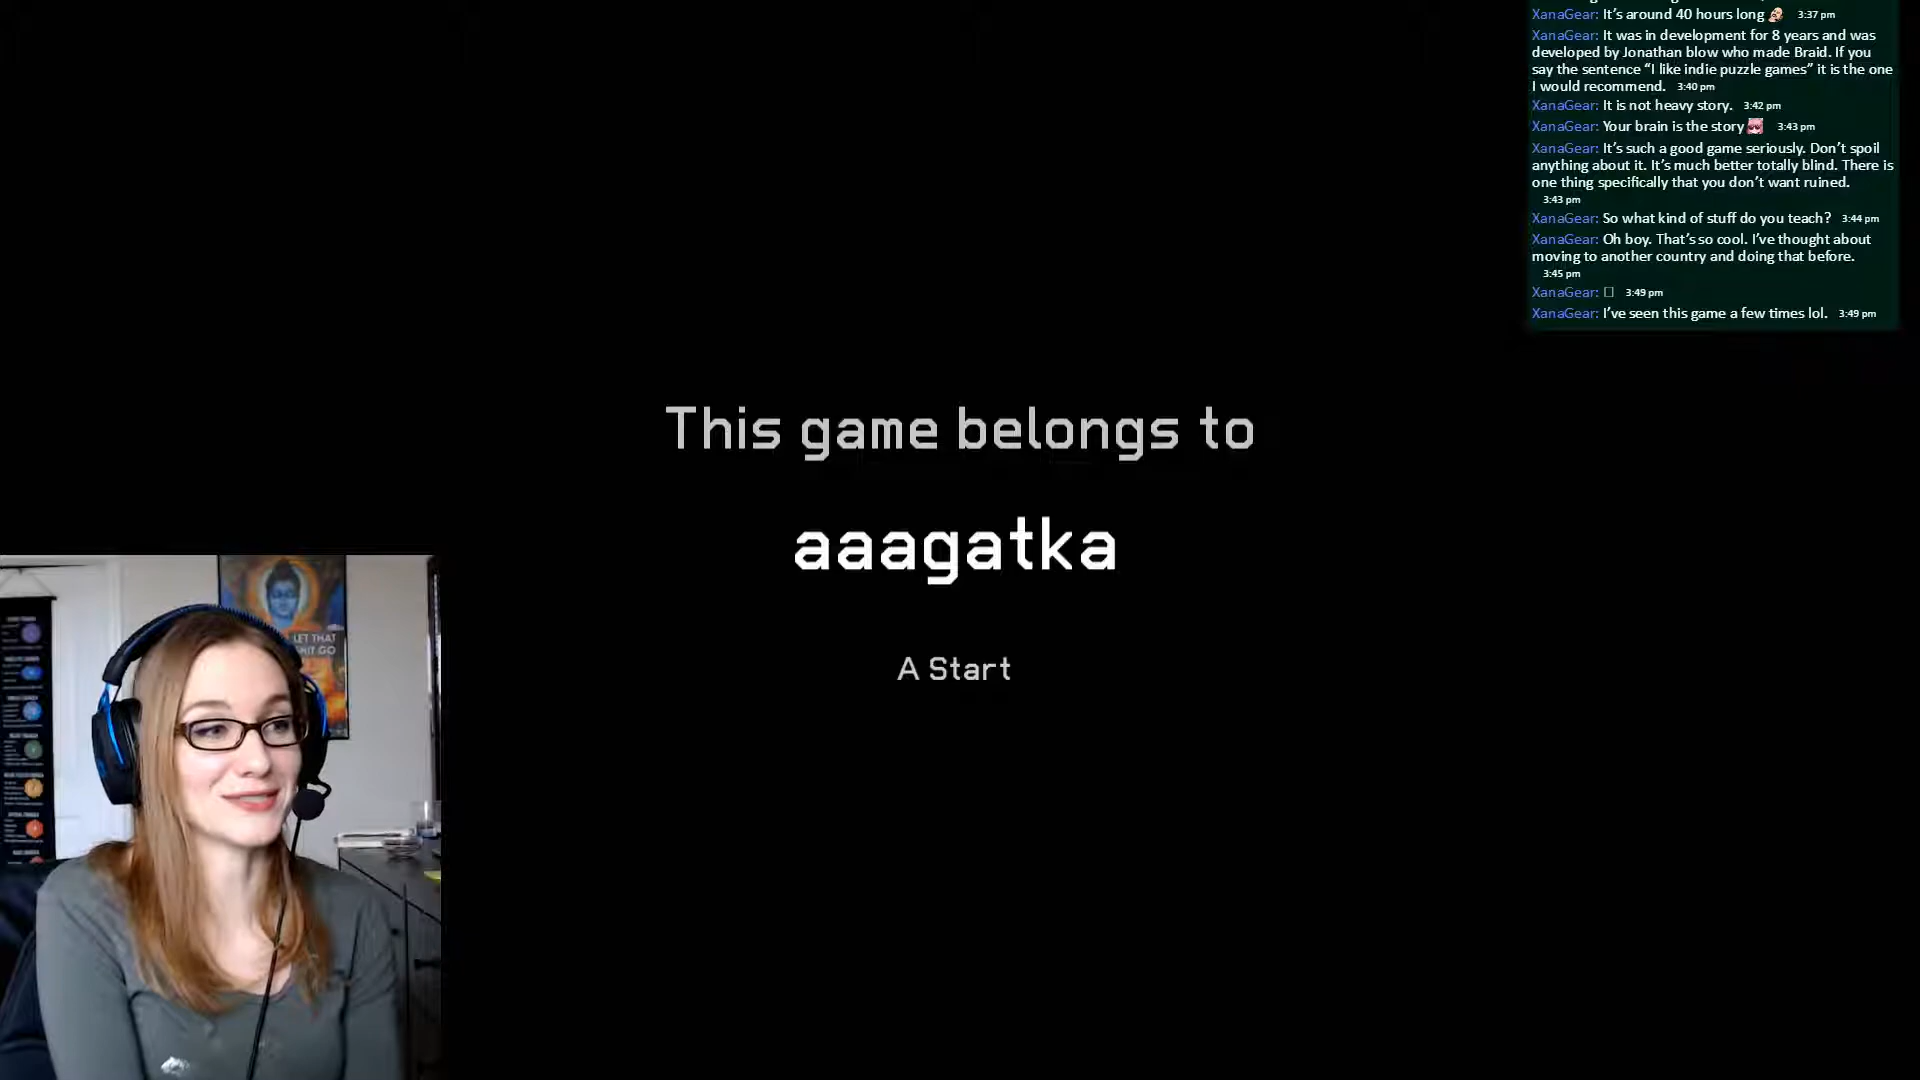 XanaGear: It's around 40 hours long 3:37 pm
XanaGear: It was in development for 8 years and was
developed by Jonathan blow who made Braid. If you
say the sentence “I like indie puzzle games” it is the one
I would recommend. 3:40 pm
XanaGear: It is not heavy story. 3:42 pm
XanaGear: Your brain is the story 3:43 pm
XanaGear: It's such a good game seriously. Don't spoil
anything about it. It's much better totally blind. There is
one thing specifically that you don't want ruined.
3:43 pm
XanaGear: So what kind of stuff do you teach? 3:44 pm
XanaGear: Oh boy. That's so cool. I've thought about
moving to another country and doing that before.
3:45 pm
XanaGear: 3:49 pm
XanaGear: I've seen this game a few times lol. 3:49 pm
This game belongs to
aaagatka
A Start
LET THAT
SHIT GO